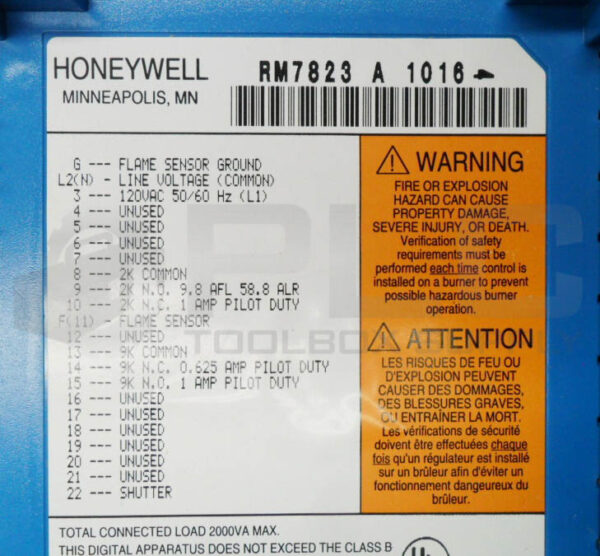 HONEYWELL
MINNEAPOLIS, MN
RM7823 A 1016
G --- FLAME SENSOR GROUND
L2(N) - LINE VOLTAGE (COMMON)
3 --- 120VAC 50/60 Hz (L1)
4 --- UNUSED
5 --- UNUSED
6 --- UNUSED
7 --- UNUSED
8 --- 2K COMMON
9 --- 2K N.O. 9.8 AFL 58.8 ALR
10 --- 2K N.C. 1 AMP PILOT DUTY
F(11) - FLAME SENSOR
12 --- UNUSED
13 --- 9K COMMON
14 --- 9K N.C. 0.625 AMP PILOT DUTY
15 --- 9K N.O. 1 AMP PILOT DUTY
16 --- UNUSED
17 --- UNUSED
18 --- UNUSED
19 --- UNUSED
20 --- UNUSED
21 --- UNUSED
22 --- SHUTTER
WARNING
FIRE OR EXPLOSION
HAZARD CAN CAUSE
PROPERTY DAMAGE,
SEVERE INJURY, OR DEATH.
Verification of safety
requirements must be
performed each time control is
installed on a burner to prevent
possible hazardous burner
operation.
ATTENTION
LES RISQUES DE FEU OU
D'EXPLOSION PEUVENT
CAUSER DES DOMMAGES,
DES BLESSURES GRAVES,
OU ENTRAÎNER LA MORT.
Les vérifications de sécurité
doivent être effectuées chaque
fois qu'un régulateur est installé
sur un brûleur afin d'éviter un
fonctionnement dangeureux du
brûleur.
TOTAL CONNECTED LOAD 2000VA MAX.
THIS DIGITAL APPARATUS DOES NOT EXCEED THE CLASS B
PLC
TOOLBOX